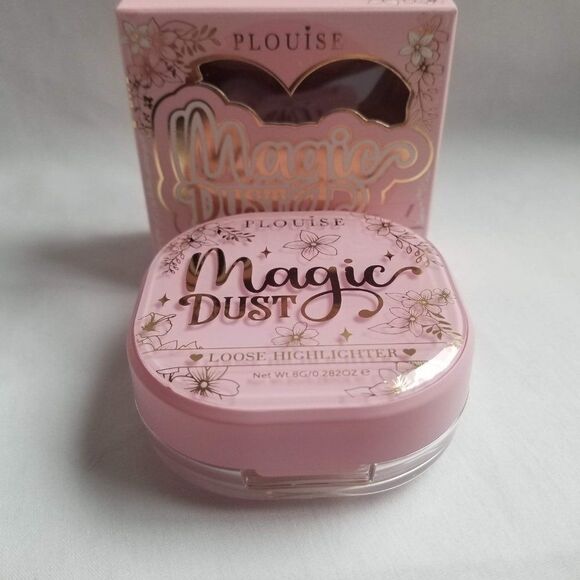 PLOUiSE
Magic
DUST
PLOUiSE
Magic
DUST
♥ LOOSE HIGHLIGHTER ♥
Net Wt. 8G/0.282OZ ℮